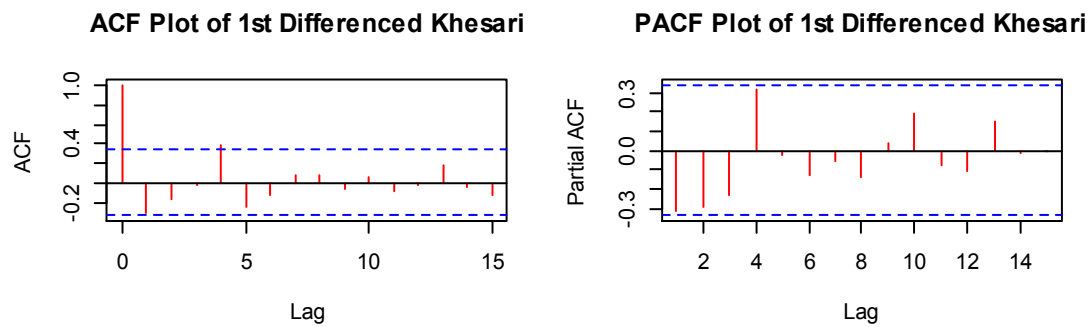 ACF Plot of 1st Differenced Khesari
ACF
1.0
0.4
-0.2
0 5 10 15
Lag
PACF Plot of 1st Differenced Khesari
Partial ACF
0.3
0.0
-0.3
2 4 6 8 10 12 14
Lag